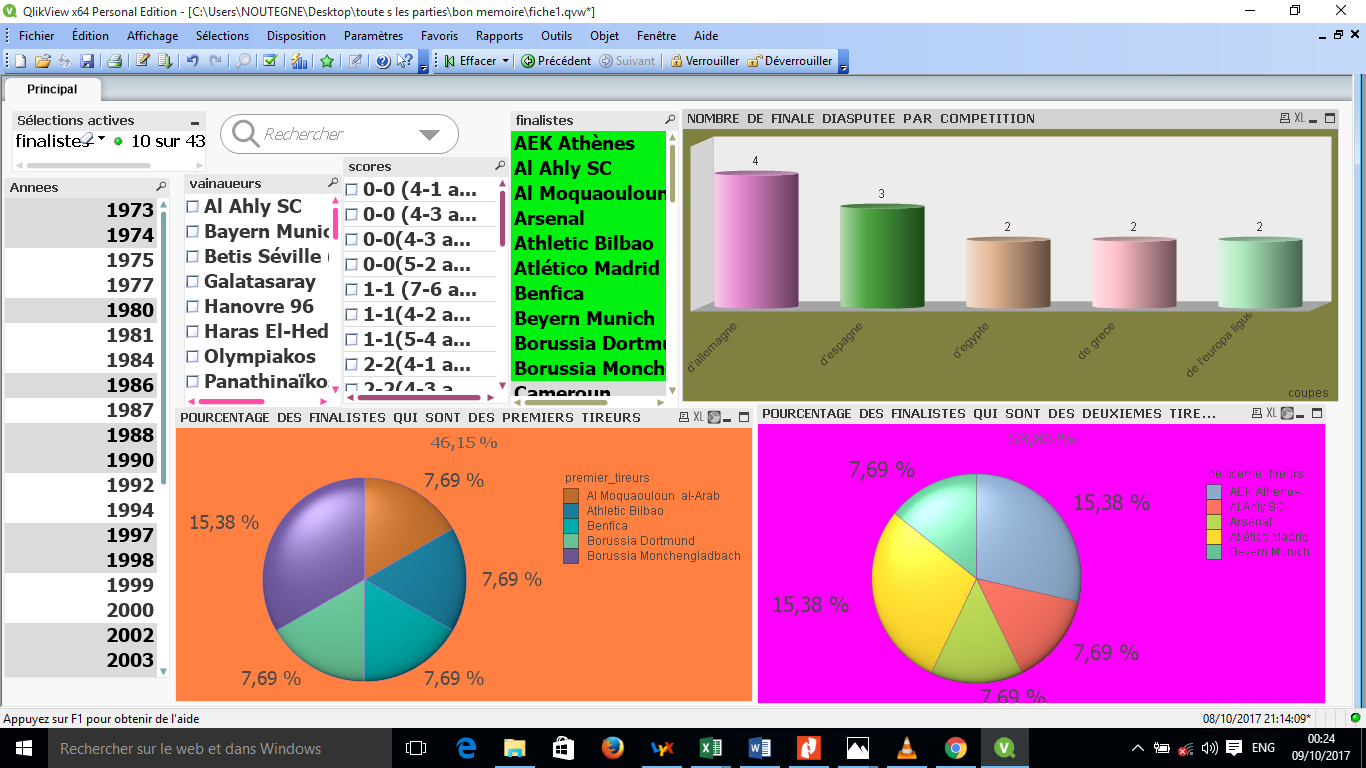 QlikView x64 Personal Edition - [C:\Users\NOUTEGNE\Desktop\toute s les parties\bon memoire\fiche1.qvw*]
Fichier Édition Affichage Sélections Disposition Paramètres Favoris Rapports Outils Objet Fenêtre Aide
Effacer Précédent Suivant Verrouiller Déverrouiller
Principal
Sélections actives
finalistes 10 sur 43
Rechercher
Annees
1973
1974
1975
1977
1980
1981
1984
1986
1987
1988
1990
1992
1994
1997
1998
1999
2000
2002
2003
vainaueurs
Al Ahly SC
Bayern Munic
Betis Séville (
Galatasaray
Hanovre 96
Haras El-Hed
Olympiakos
Panathinaïko
scores
0-0 (4-1 a...
0-0 (4-3 a...
0-0(4-3 a...
0-0(5-2 a...
1-1 (7-6 a...
1-1(4-2 a...
1-1(5-4 a...
2-2(4-1 a...
2-2(4-3 a
finalistes
AEK Athènes
Al Ahly SC
Al Moquaouloun
Arsenal
Athletic Bilbao
Atlético Madrid
Benfica
Beyern Munich
Borussia Dortmu
Borussia Monch
Cameroun
NOMBRE DE FINALE DIASPUTEE PAR COMPETITION XL
4
3
2
2
2
d'allemagne
d'espagne
d'egypte
de grece
de l'europa ligue
coupes
POURCENTAGE DES FINALISTES QUI SONT DES PREMIERS TIREURS XL
46,15 %
7,69 %
15,38 %
7,69 %
7,69 %
7,69 %
premier_tireurs
Al Moquaouloun al-Arab
Athletic Bilbao
Benfica
Borussia Dortmund
Borussia Monchengladbach
POURCENTAGE DES FINALISTES QUI SONT DES DEUXIEMES TIRE... XL
53,85 %
7,69 %
15,38 %
15,38 %
7,69 %
7,69 %
deuxieme_tireurs
AEK Athènes
Al Ahly SC
Arsenal
Atlético Madrid
Beyern Munich
Appuyez sur F1 pour obtenir de l'aide
08/10/2017 21:14:09*
Rechercher sur le web et dans Windows
ENG
00:24
09/10/2017